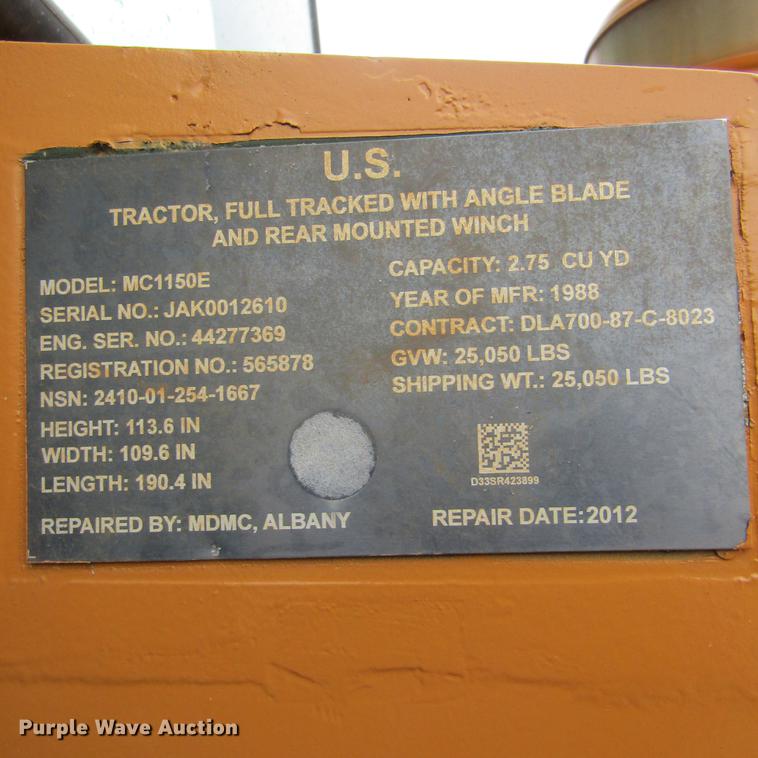 U.S.
TRACTOR, FULL TRACKED WITH ANGLE BLADE
AND REAR MOUNTED WINCH
MODEL: MC1150E
SERIAL NO.: JAK0012610
ENG. SER. NO.: 44277369
REGISTRATION NO.: 565878
NSN: 2410-01-254-1667
HEIGHT: 113.6 IN
WIDTH: 109.6 IN
LENGTH: 190.4 IN
CAPACITY: 2.75 CU YD
YEAR OF MFR: 1988
CONTRACT: DLA700-87-C-8023
GVW: 25,050 LBS
SHIPPING WT.: 25,050 LBS
D33SR423899
REPAIRED BY: MDMC, ALBANY
REPAIR DATE:2012
Purple Wave Auction